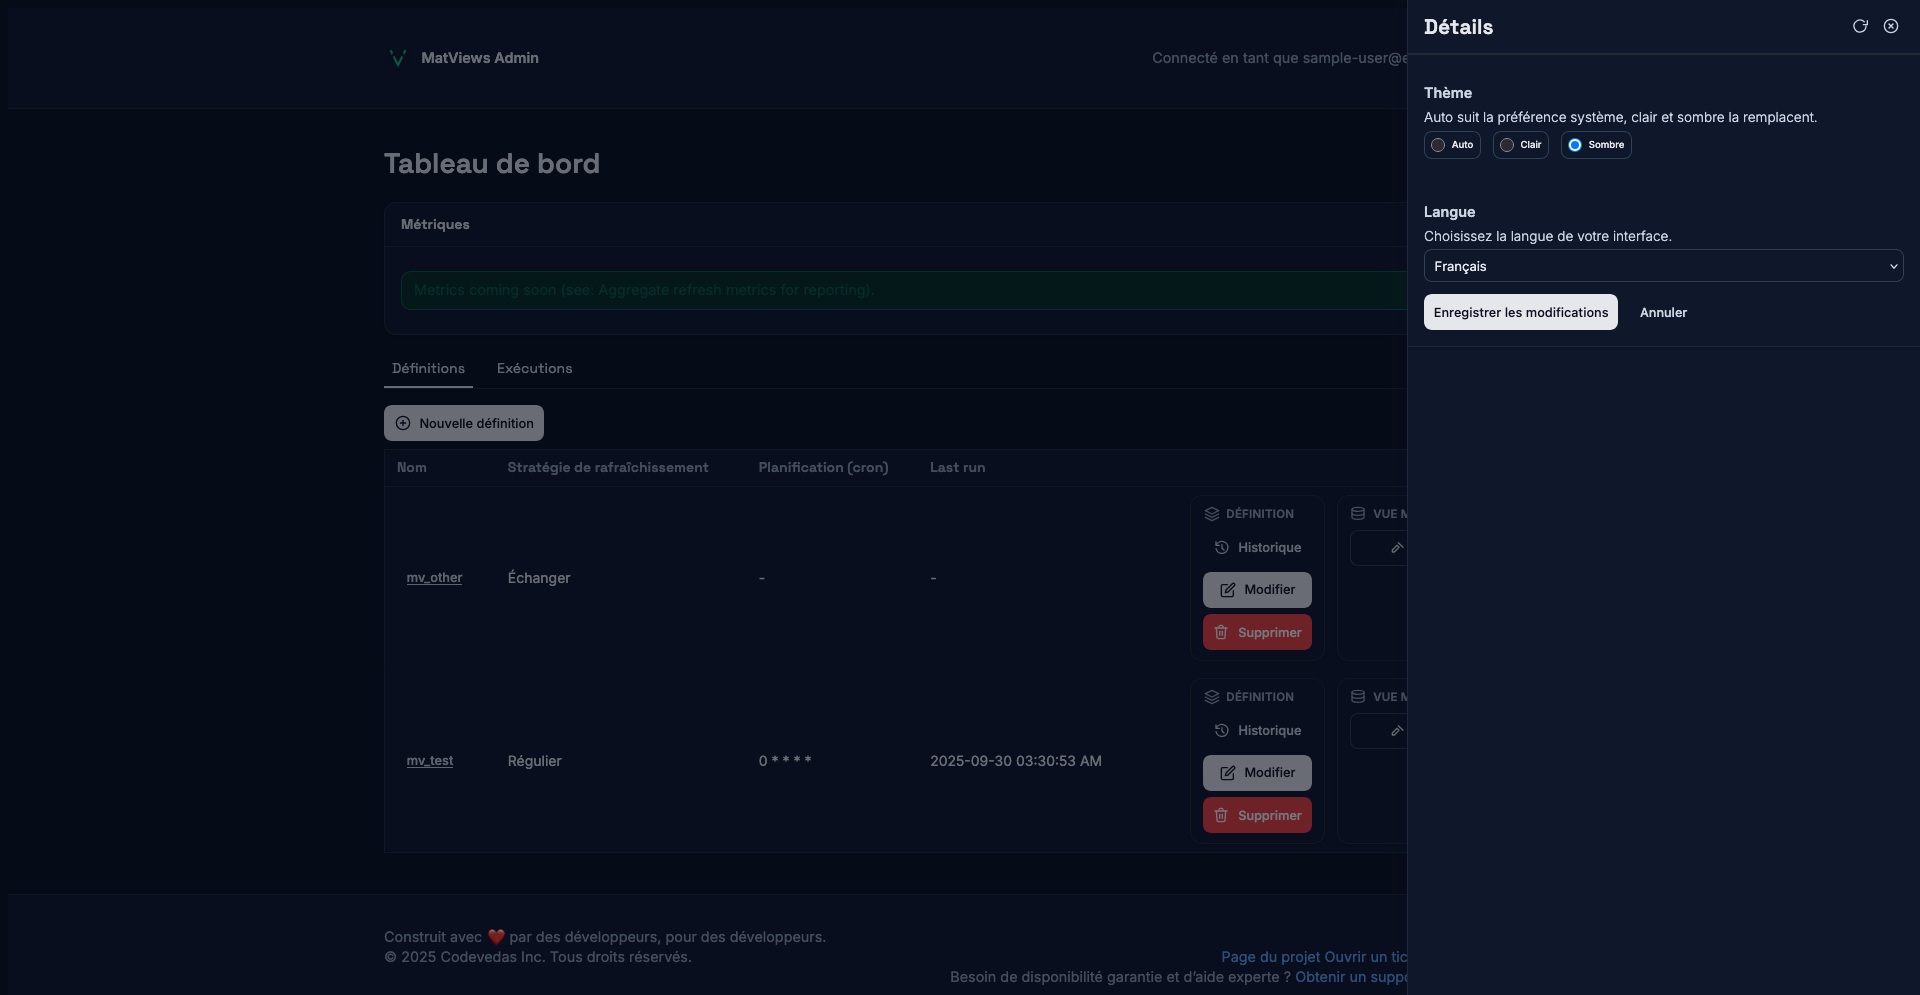 MatViews Admin
Connecté en tant que sample-user@e
Tableau de bord
Métriques
Metrics coming soon (see: Aggregate refresh metrics for reporting).
Définitions
Exécutions
Nouvelle définition
Nom
Stratégie de rafraîchissement
Planification (cron)
Last run
mv_other
Échanger
-
-
DÉFINITION
Historique
Modifier
Supprimer
VUE M
mv_test
Régulier
0 * * * *
2025-09-30 03:30:53 AM
DÉFINITION
Historique
Modifier
Supprimer
VUE M
Construit avec ❤️ par des développeurs, pour des développeurs.
© 2025 Codevedas Inc. Tous droits réservés.
Page du projet Ouvrir un tic
Besoin de disponibilité garantie et d’aide experte ? Obtenir un suppo
Détails
Thème
Auto suit la préférence système, clair et sombre la remplacent.
Auto
Clair
Sombre
Langue
Choisissez la langue de votre interface.
Français
Enregistrer les modifications
Annuler